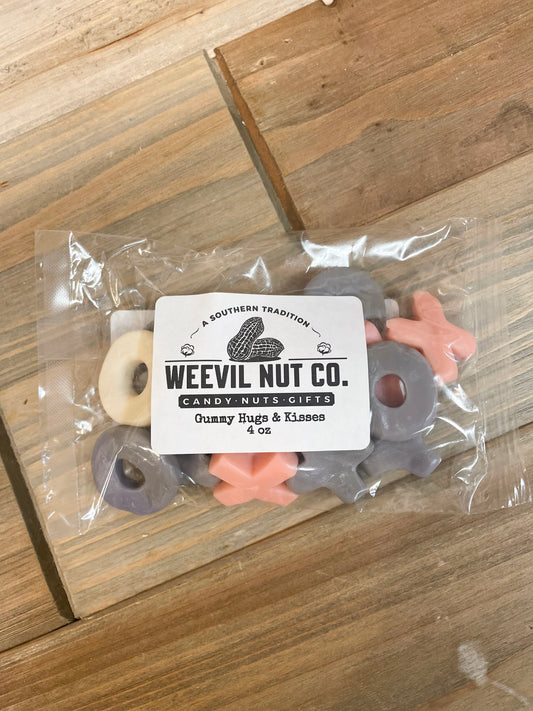 A SOUTHERN TRADITION
WEEVIL NUT CO.
CANDY·NUTS·GIFTS
Gummy Hugs & Kisses
4 oz